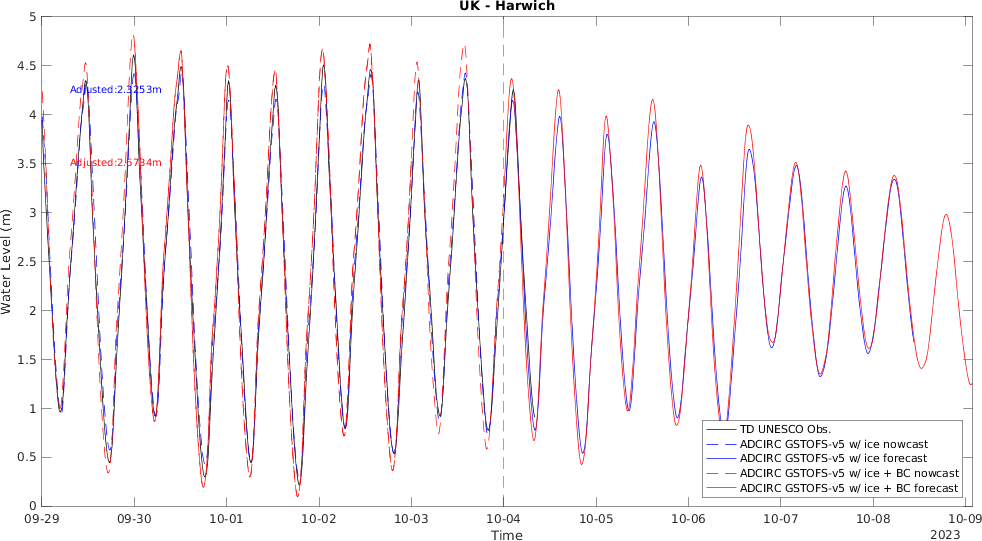 UK - Harwich
5
4.5
4
3.5
3
2.5
2
1.5
1
0.5
0
Water Level (m)
Adjusted:2.3253m
Adjusted:2.5734m
TD UNESCO Obs.
ADCIRC GSTOFS-v5 w/ ice nowcast
ADCIRC GSTOFS-v5 w/ ice forecast
ADCIRC GSTOFS-v5 w/ ice + BC nowcast
ADCIRC GSTOFS-v5 w/ ice + BC forecast
09-29 09-30 10-01 10-02 10-03 10-04 10-05 10-06 10-07 10-08 10-09
Time
2023